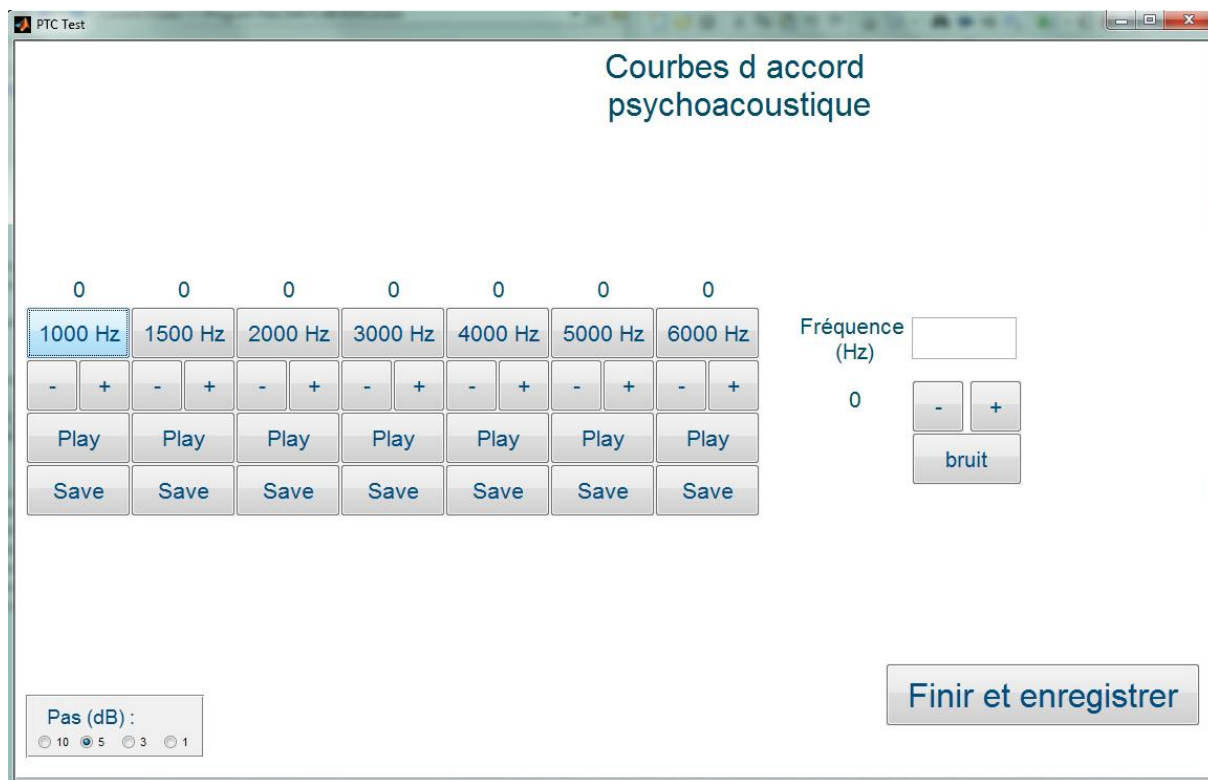 PTC Test
Courbes d accord
psychoacoustique
0 0 0 0 0 0 0
1000 Hz 1500 Hz 2000 Hz 3000 Hz 4000 Hz 5000 Hz 6000 Hz
- + - + - + - + - + - + - +
Play Play Play Play Play Play Play
Save Save Save Save Save Save Save
Fréquence
(Hz)
0 - +
bruit
Finir et enregistrer
Pas (dB) :
10 5 3 1